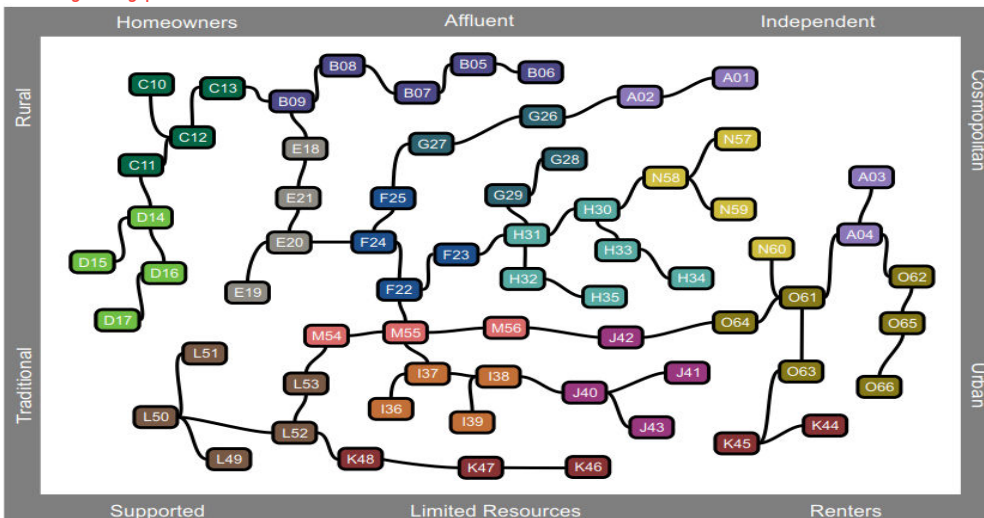 Homeowners Affluent Independent
Rural
Cosmopolitan
Traditional
Urban
B08 B05 B06 A01
C10 C13 B09 B07 A02
G26
C12 E18 G27 N57
C11 G28 N58 A03
E21 F25 G29
D14 H30 N59
E20 F24 H31 A04
D15 F23 H33 N60
D16 E19 H32 H34 O62
F22 H35 O61
D17 O64 O65
M54 M55 M56 J42
L51 L53 I37 I38 J41 O63
J40 O66
L50 I36 I39 J43 K44
L52 K45
L49 K48 K47 K46
Supported Limited Resources Renters